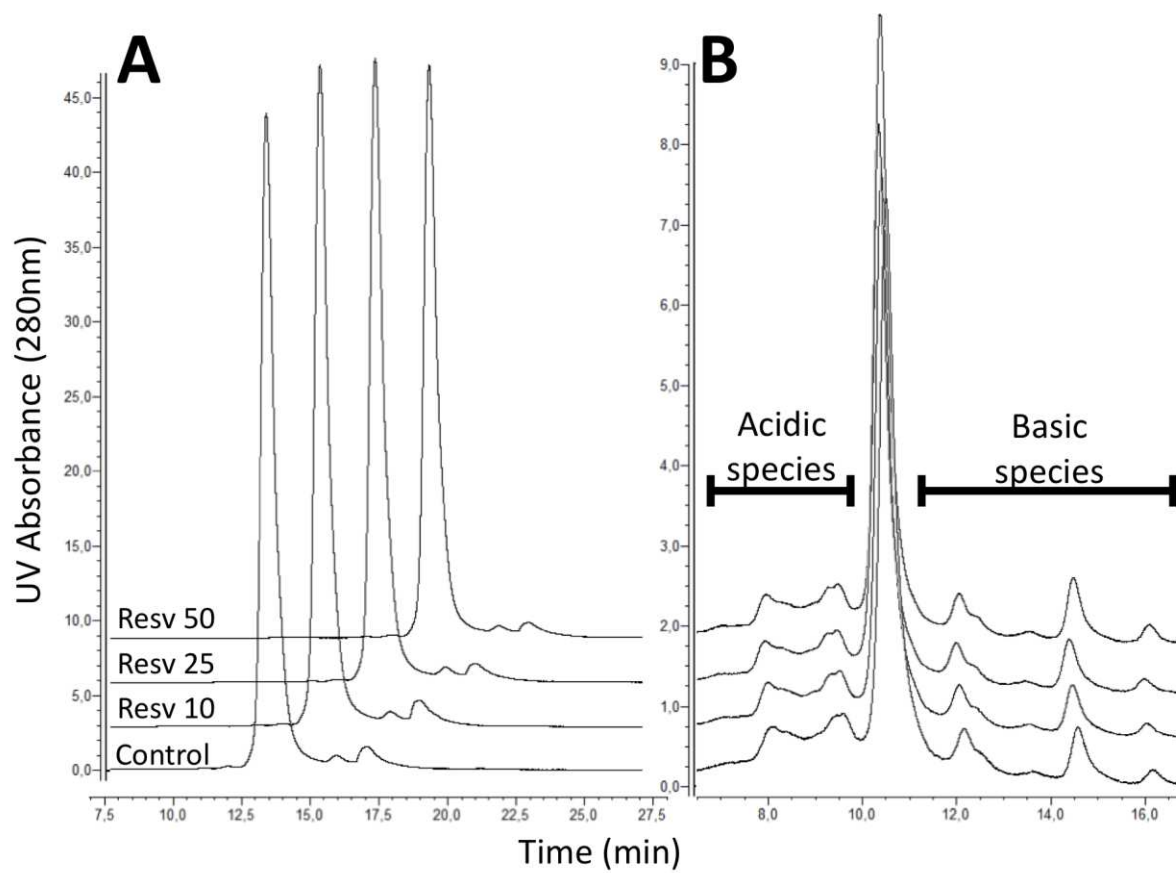 A
B
UV Absorbance (280nm)
45,0
40,0
35,0
30,0
25,0
20,0
15,0
10,0
5,0
0,0
Resv 50
Resv 25
Resv 10
Control
7,5 10,0 12,5 15,0 17,5 20,0 22,5 25,0 27,5
9,0
8,0
7,0
6,0
5,0
4,0
3,0
2,0
1,0
0,0
Acidic
species
Basic
species
8,0 10,0 12,0 14,0 16,0
Time (min)